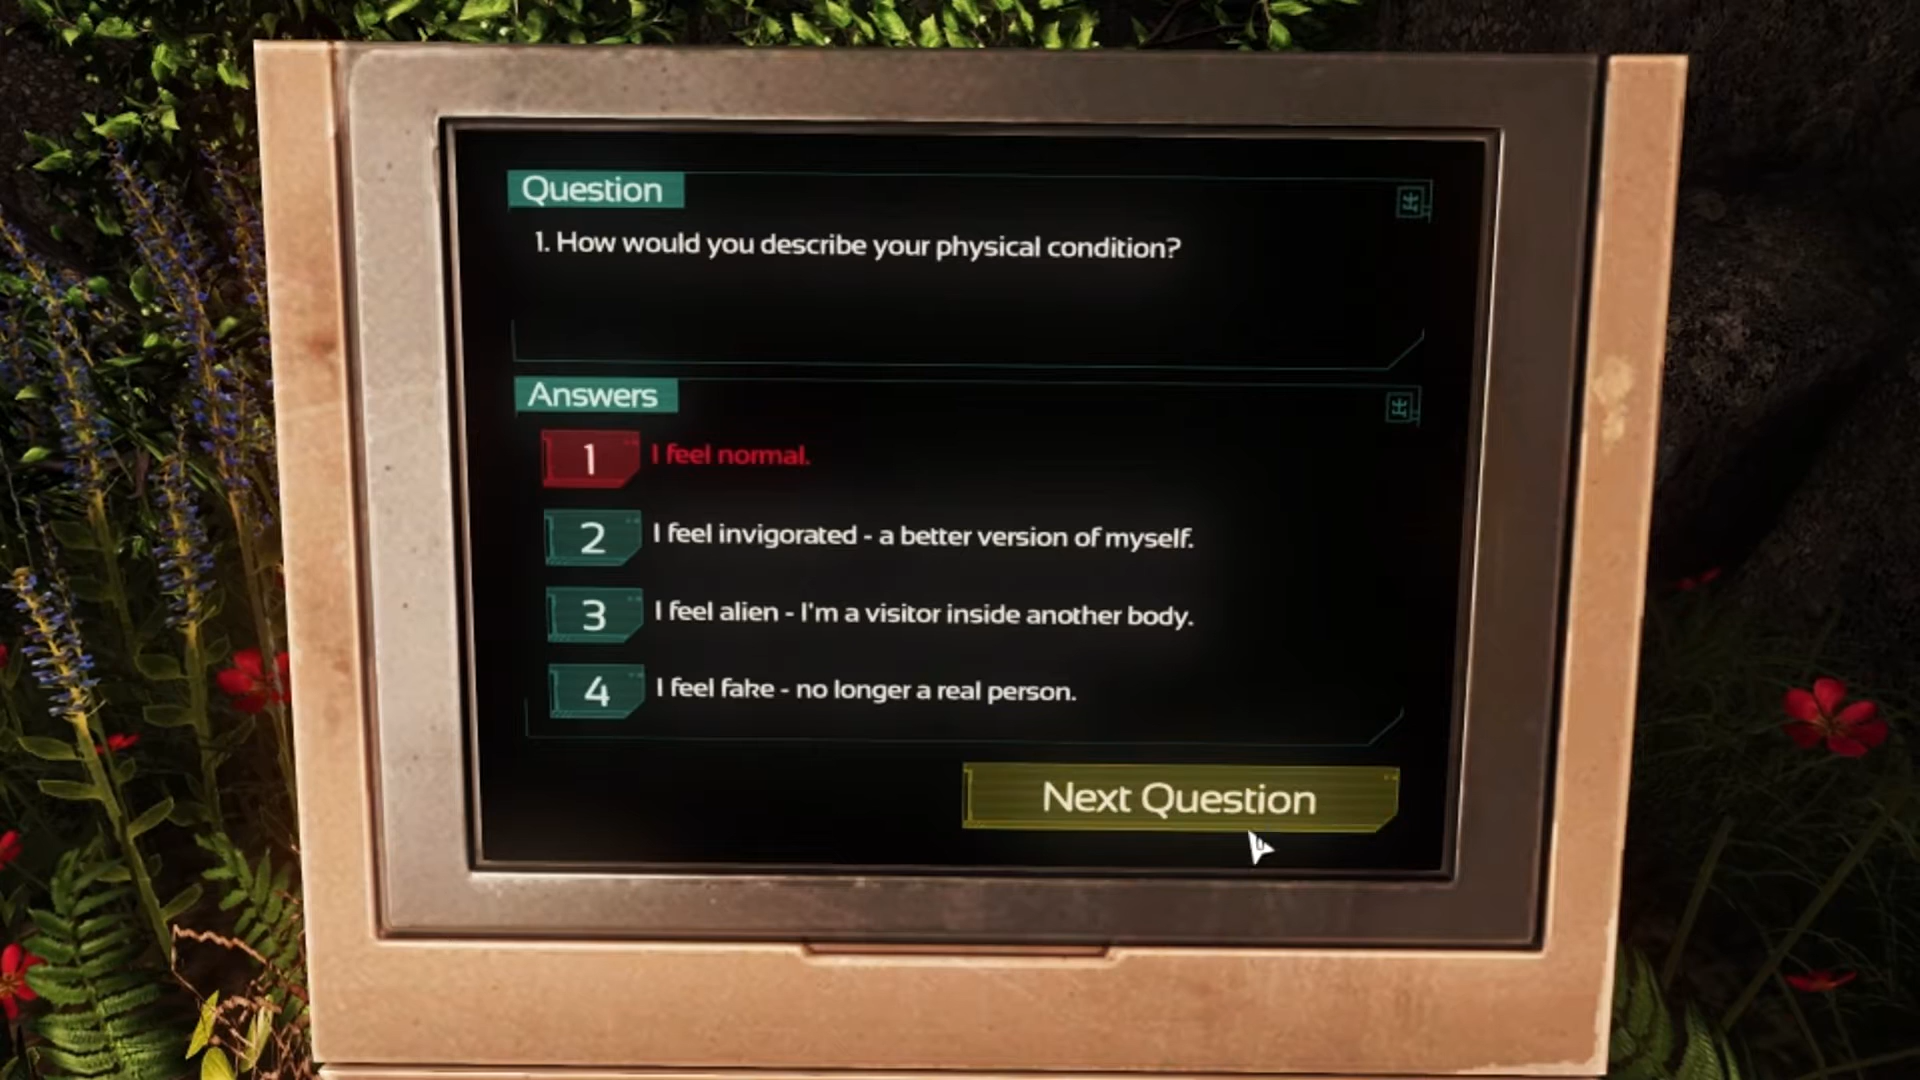 Question
1. How would you describe your physical condition?
Answers
1 I feel normal.
2 I feel invigorated - a better version of myself.
3 I feel alien - I'm a visitor inside another body.
4 I feel fake - no longer a real person.
Next Question